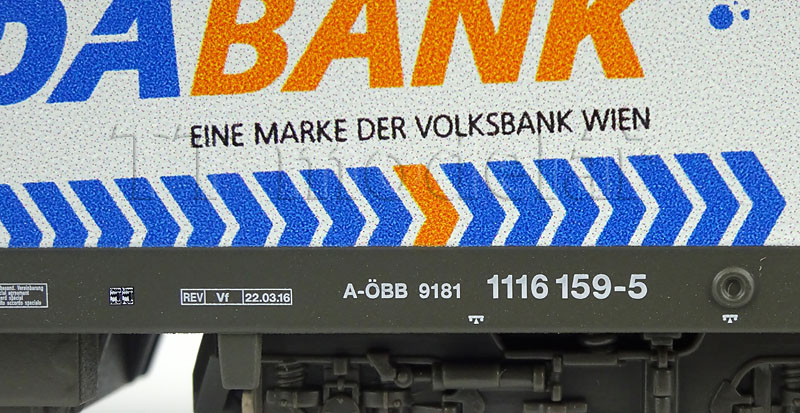 DABANK
EINE MARKE DER VOLKSBANK WIEN
REV Vf 22.03.16
A-ÖBB 9181 1116 159-5